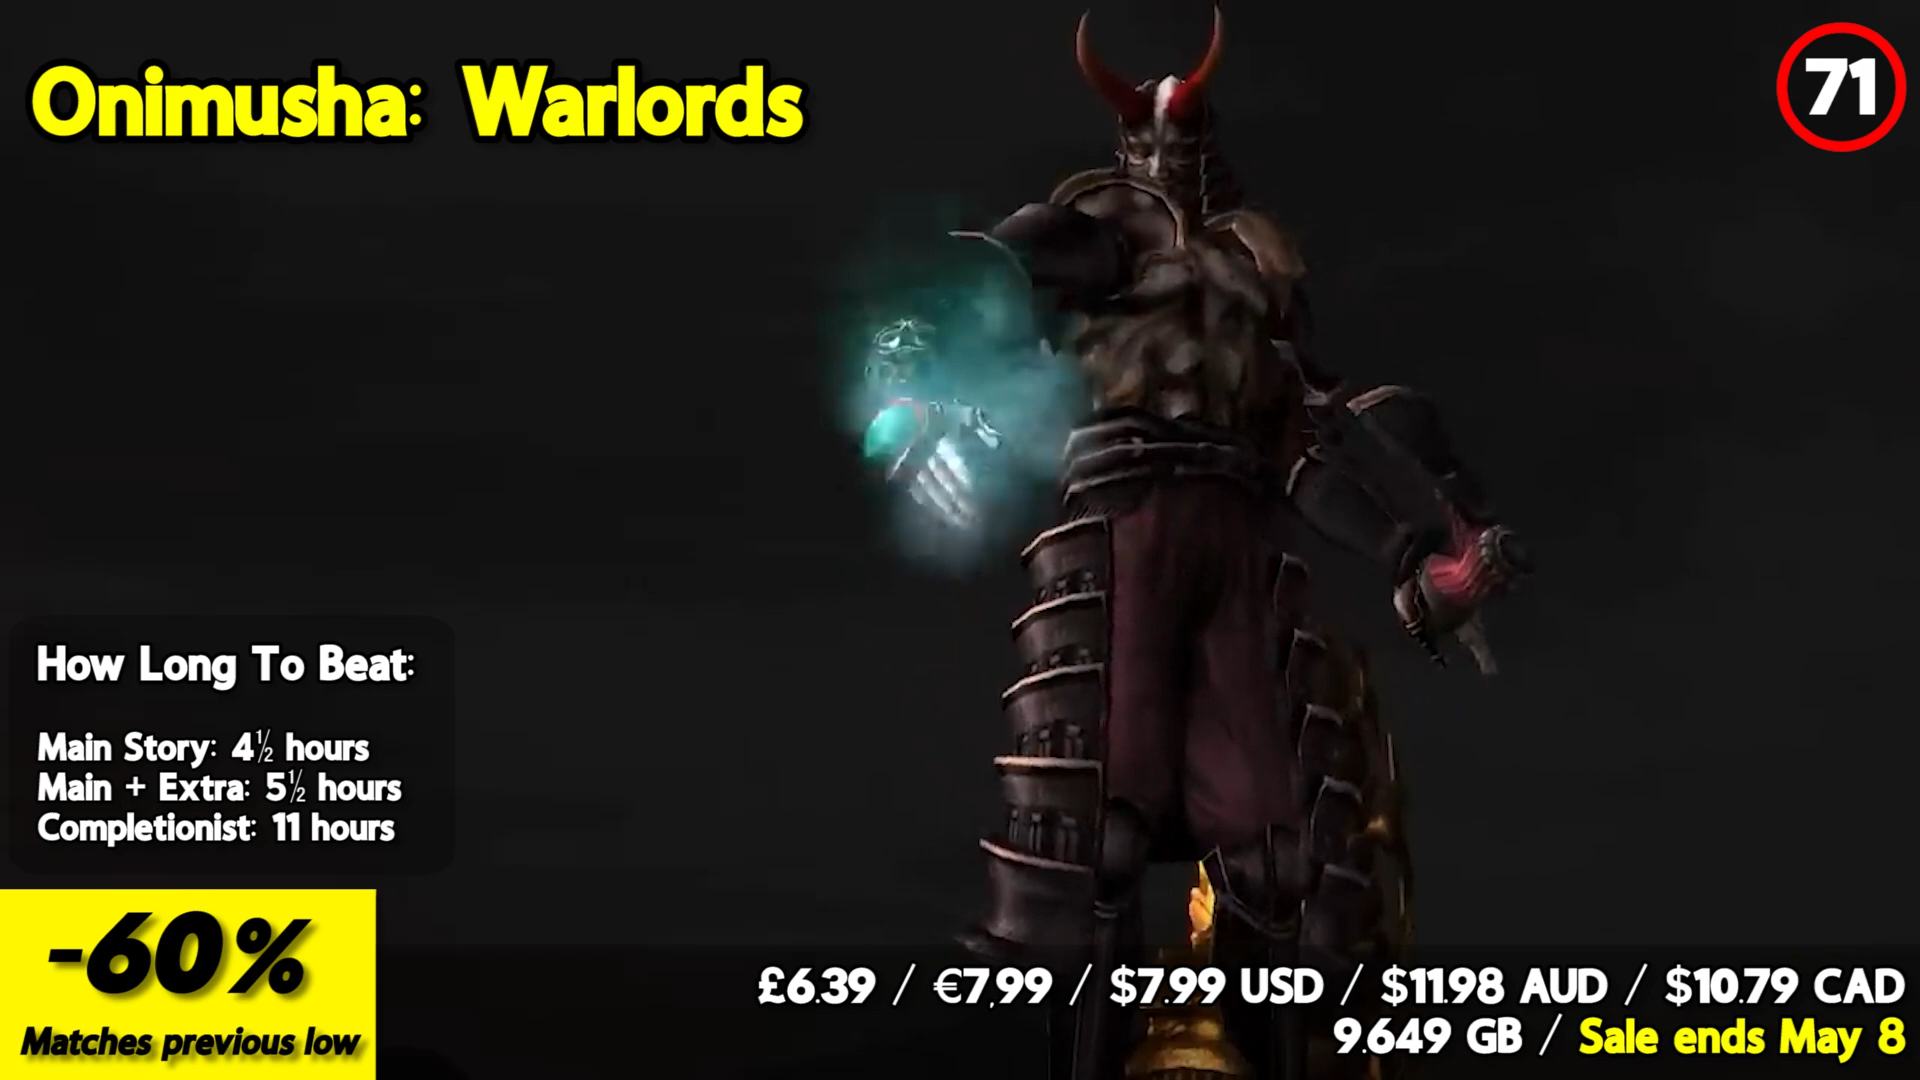 Onimusha: Warlords
71
How Long To Beat:
Main Story: 4½ hours
Main + Extra: 5½ hours
Completionist: 11 hours
-60%
Matches previous low
£6.39 / €7,99 / $7.99 USD / $11.98 AUD / $10.79 CAD
9.649 GB / Sale ends May 8